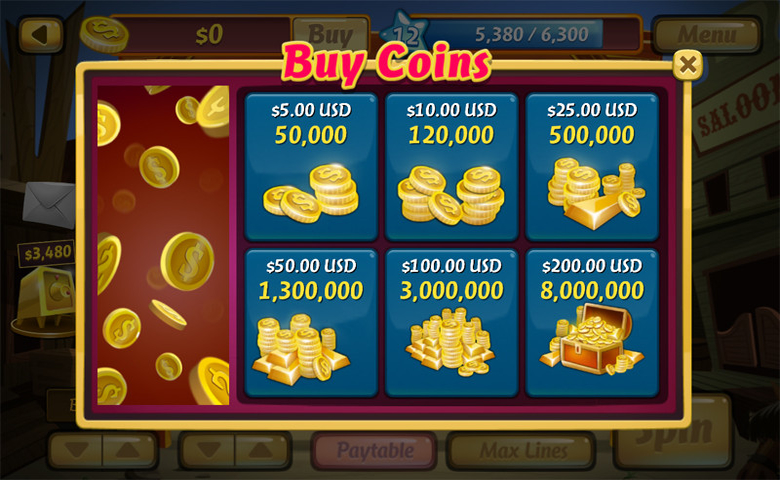 $0
Buy
12
5,380 / 6,300
Menu
Buy Coins
$5.00 USD
50,000
$10.00 USD
120,000
$25.00 USD
500,000
SALOO
$3,480
$50.00 USD
1,300,000
$100.00 USD
3,000,000
$200.00 USD
8,000,000
Paytable
Max Lines
Spin